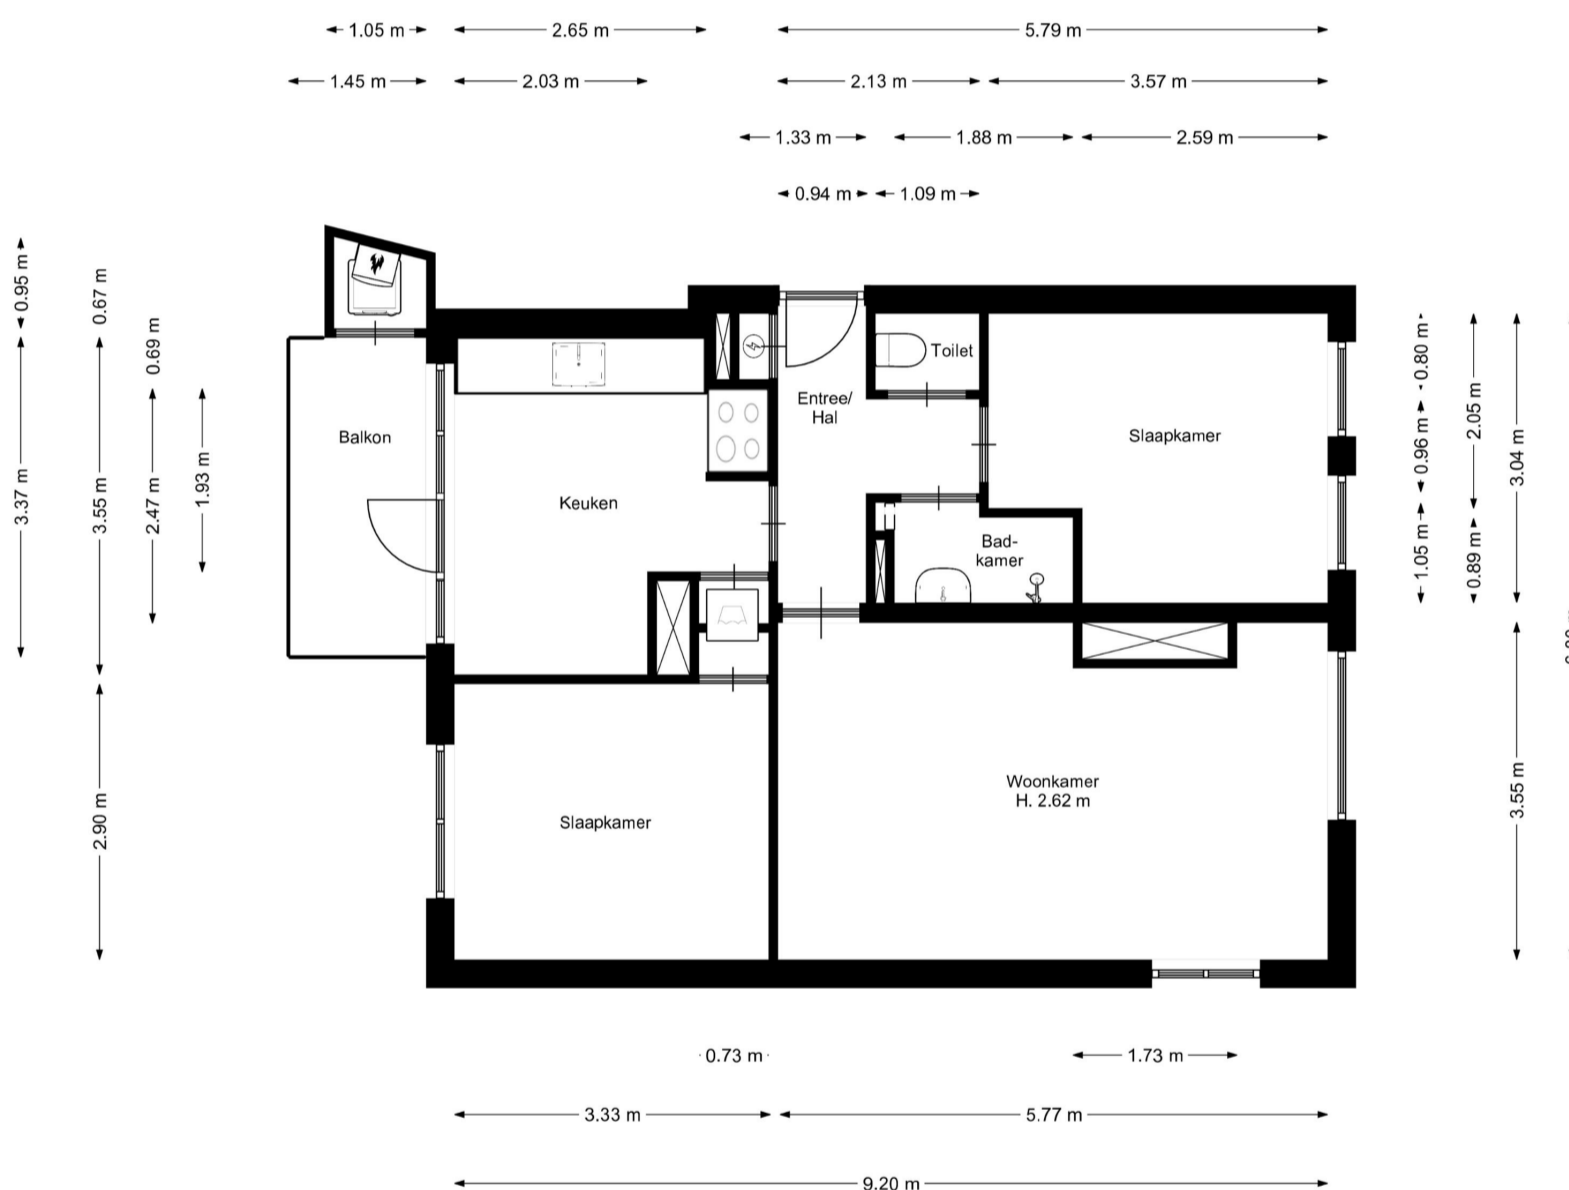 1.05 m
2.65 m
5.79 m
1.45 m
2.03 m
2.13 m
3.57 m
1.33 m
1.88 m
2.59 m
0.94 m
1.09 m
0.95 m
0.67 m
0.69 m
3.37 m
3.55 m
2.47 m
1.93 m
2.90 m
Balkon
Keuken
Entree/
Hal
Toilet
Slaapkamer
Bad-
kamer
Slaapkamer
Woonkamer
H. 2.62 m
0.80 m
0.96 m
1.05 m
2.05 m
0.89 m
3.04 m
3.55 m
0.73 m
1.73 m
3.33 m
5.77 m
9.20 m